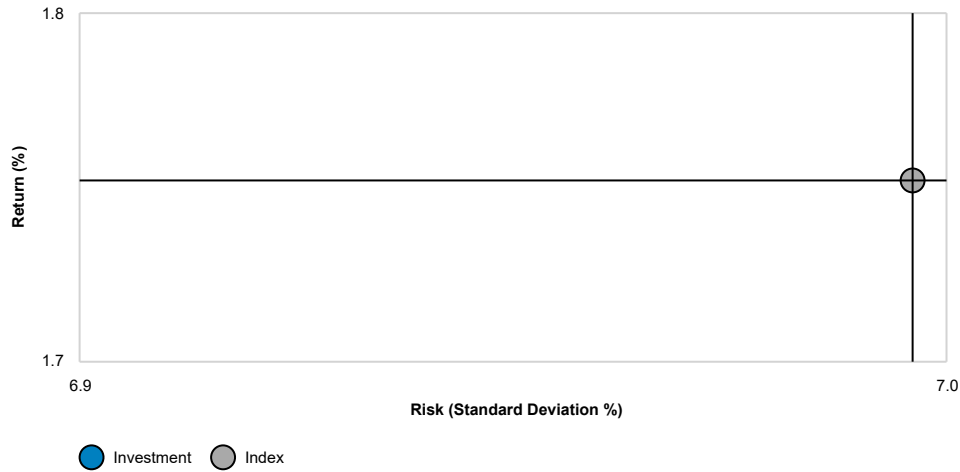 1.8
Return (%)
1.7
6.9
7.0
Risk (Standard Deviation %)
Investment
Index